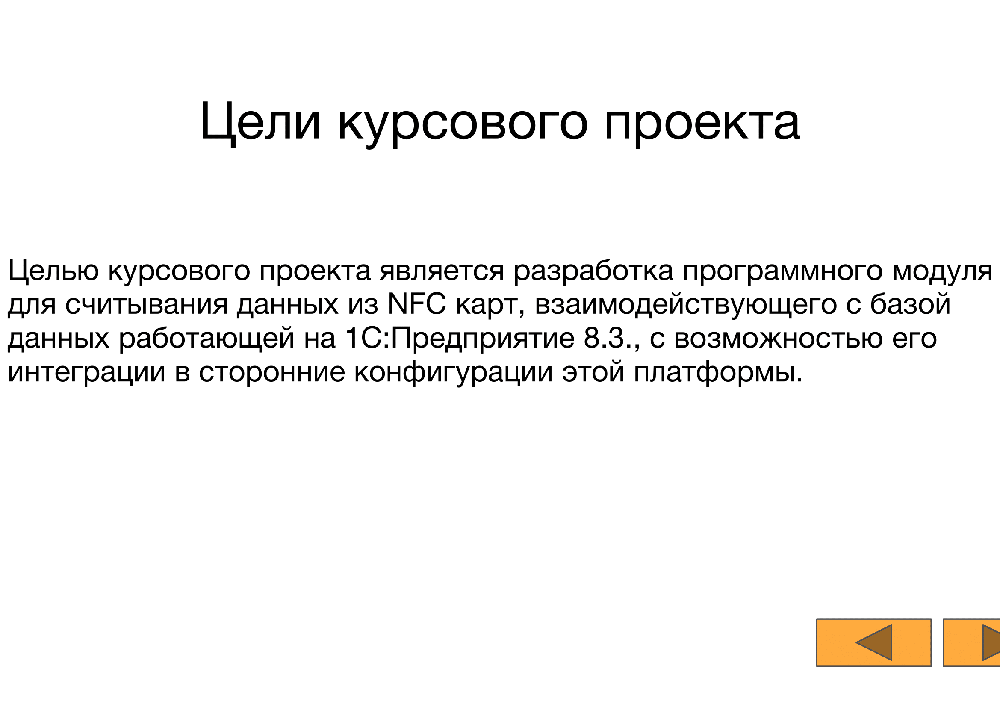 Цели курсового проекта
Целью курсового проекта является разработка программного модуля
для считывания данных из NFC карт, взаимодействующего с базой
данных работающей на 1С:Предприятие 8.3., с возможностью его
интеграции в сторонние конфигурации этой платформы.